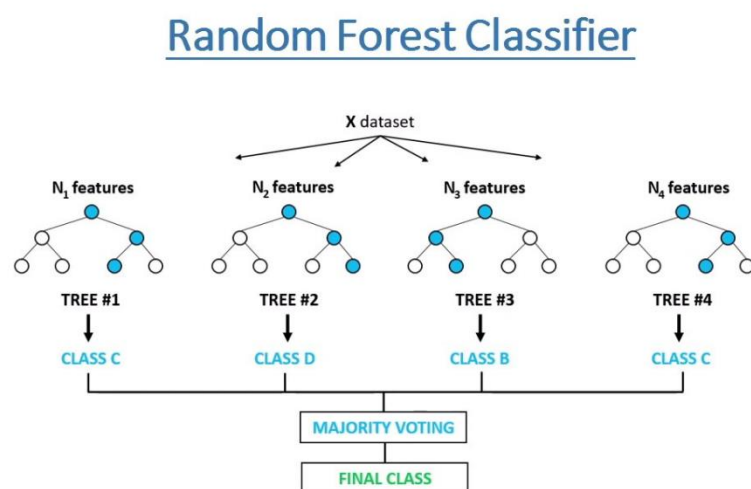 Random Forest Classifier
X dataset
N₁ features N₂ features N₃ features N₄ features
TREE #1 TREE #2 TREE #3 TREE #4
CLASS C CLASS D CLASS B CLASS C
MAJORITY VOTING
FINAL CLASS